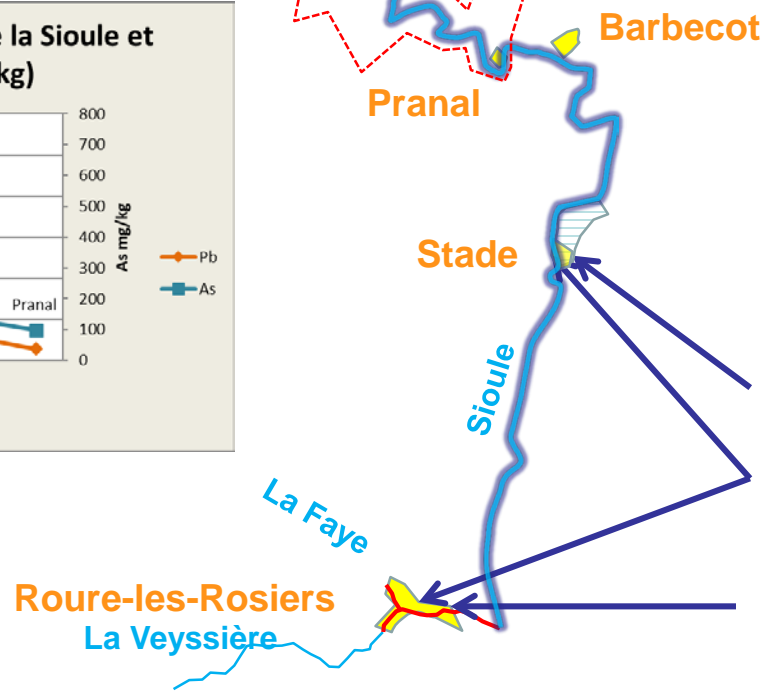 e la Sioule et
kg)
800
700
600
500
400
300
200
100
0
As mg/kg
Pb
As
Pranal
Barbecot
Pranal
Stade
Sioule
La Faye
Roure-les-Rosiers
La Veyssière